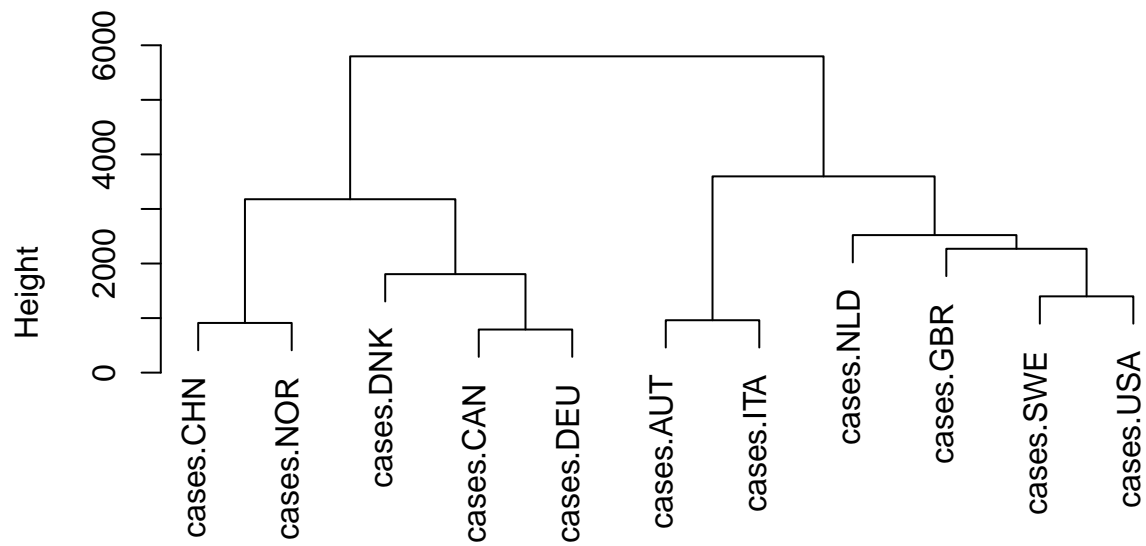 Height
6000
4000
2000
0
cases.CHN
cases.NOR
cases.DNK
cases.CAN
cases.DEU
cases.AUT
cases.ITA
cases.NLD
cases.GBR
cases.SWE
cases.USA